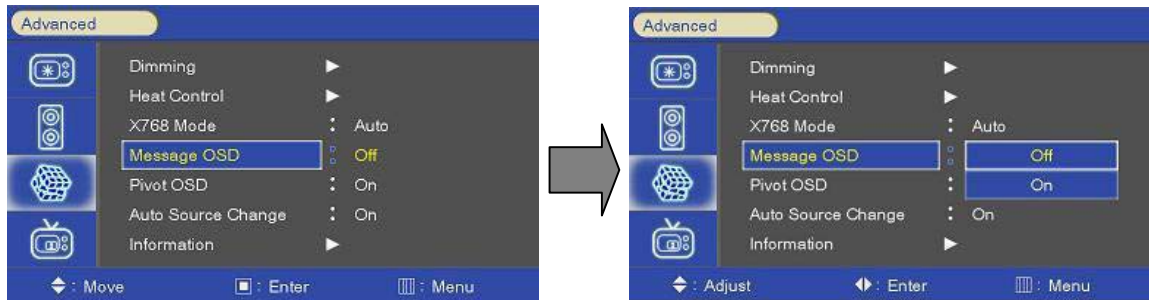 Advanced
Dimming ▶
Heat Control ▶
X768 Mode : Auto
Message OSD : Off
Pivot OSD : On
Auto Source Change : On
Information ▶
: Move : Enter : Menu
Advanced
Dimming ▶
Heat Control ▶
X768 Mode : Auto
Message OSD : Off
Pivot OSD : On
Auto Source Change : On
Information ▶
: Adjust : Enter : Menu